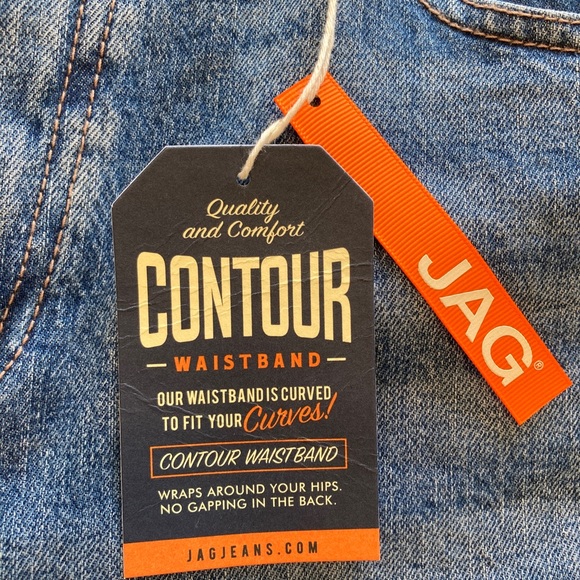 Quality
and Comfort
CONTOUR
WAISTBAND
OUR WAISTBAND IS CURVED
TO FIT YOUR Curves!
CONTOUR WAISTBAND
WRAPS AROUND YOUR HIPS.
NO GAPPING IN THE BACK.
JAGJEANS.COM
JAG®